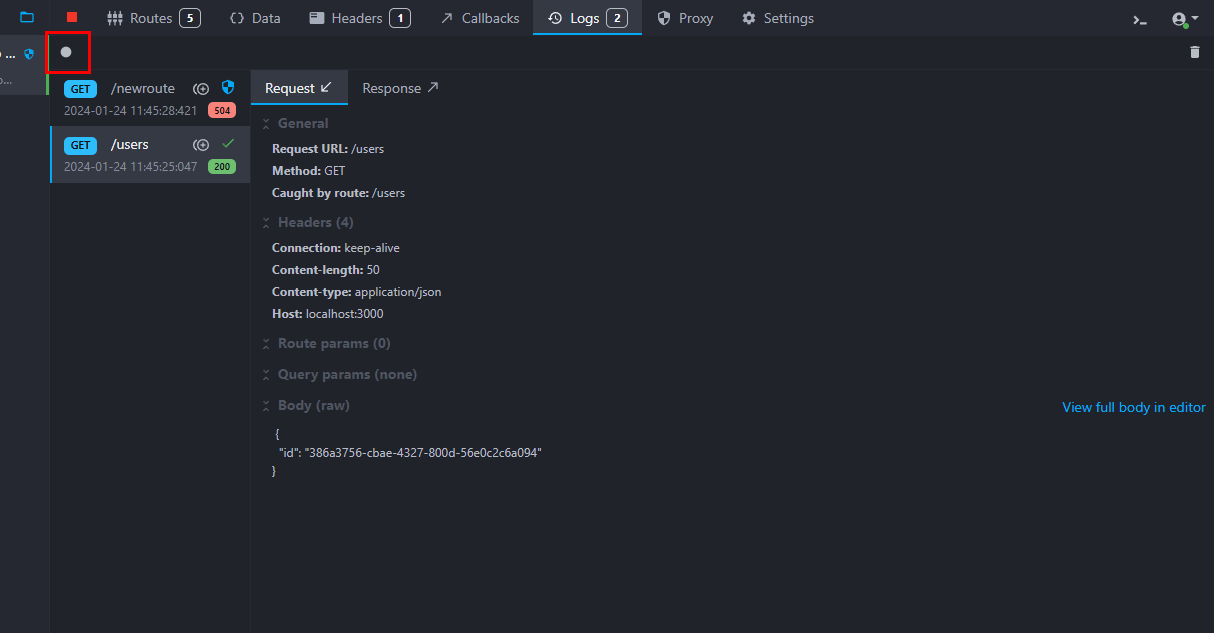 Routes 5 Data Headers 1 Callbacks Logs 2 Proxy Settings
...
GET /newroute
2024-01-24 11:45:28:421 504
GET /users
2024-01-24 11:45:25:047 200
Request Response
General
Request URL: /users
Method: GET
Caught by route: /users
Headers (4)
Connection: keep-alive
Content-length: 50
Content-type: application/json
Host: localhost:3000
Route params (0)
Query params (none)
Body (raw)
View full body in editor
{
"id": "386a3756-cbae-4327-800d-56e0c2c6a094"
}